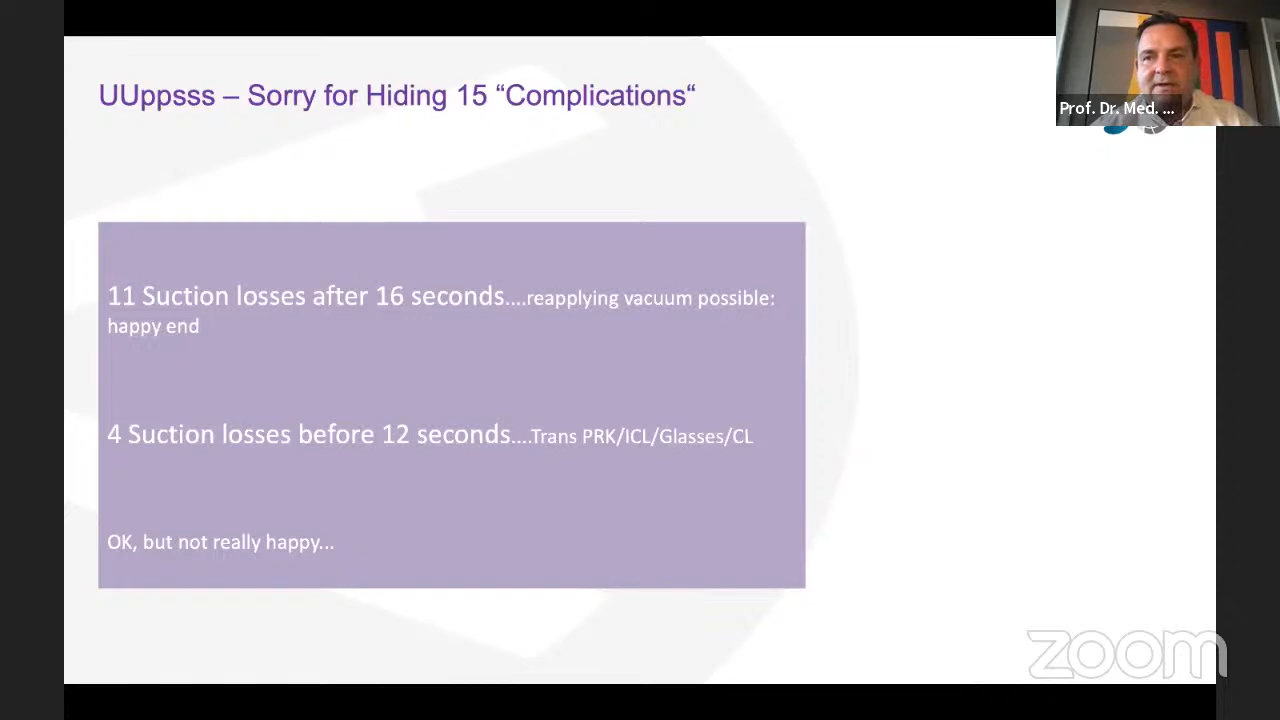 UUppsss – Sorry for Hiding 15 “Complications“
Prof. Dr. Med. ...
11 Suction losses after 16 seconds....reapplying vacuum possible:
happy end
4 Suction losses before 12 seconds....Trans PRK/ICL/Glasses/CL
OK, but not really happy...
zoom